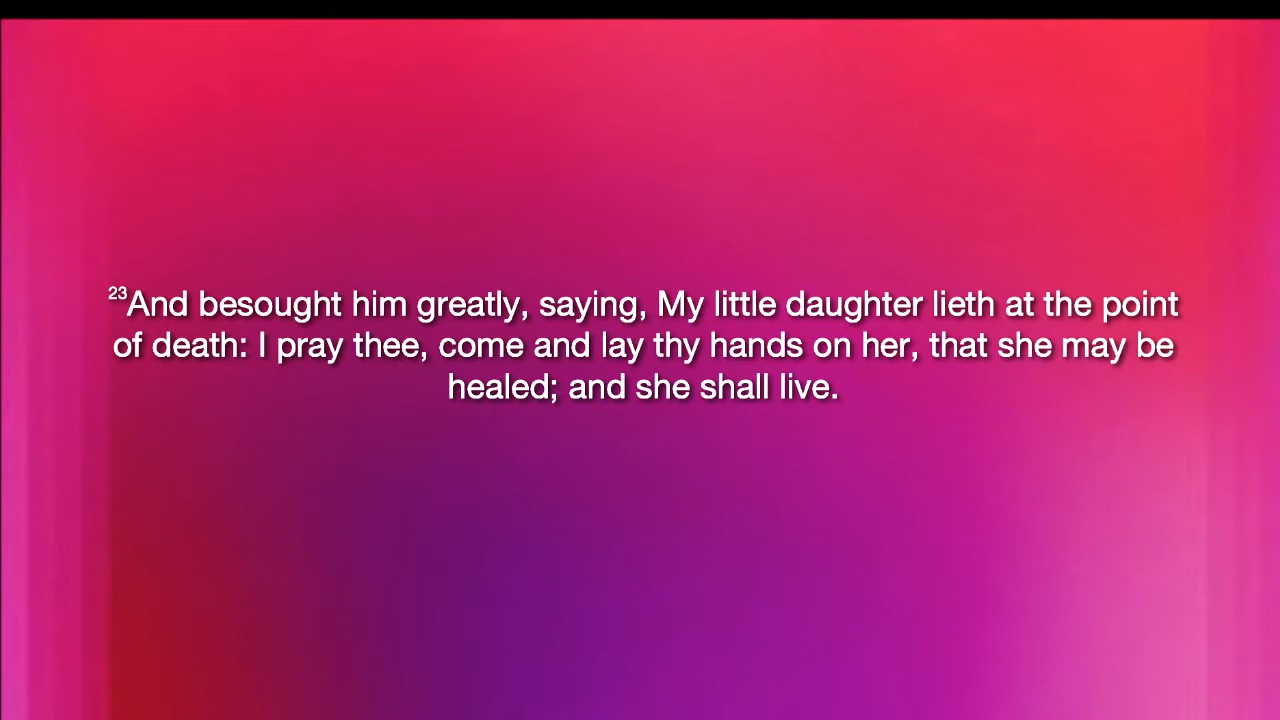 23And besought him greatly, saying, My little daughter lieth at the point
of death: I pray thee, come and lay thy hands on her, that she may be
healed; and she shall live.